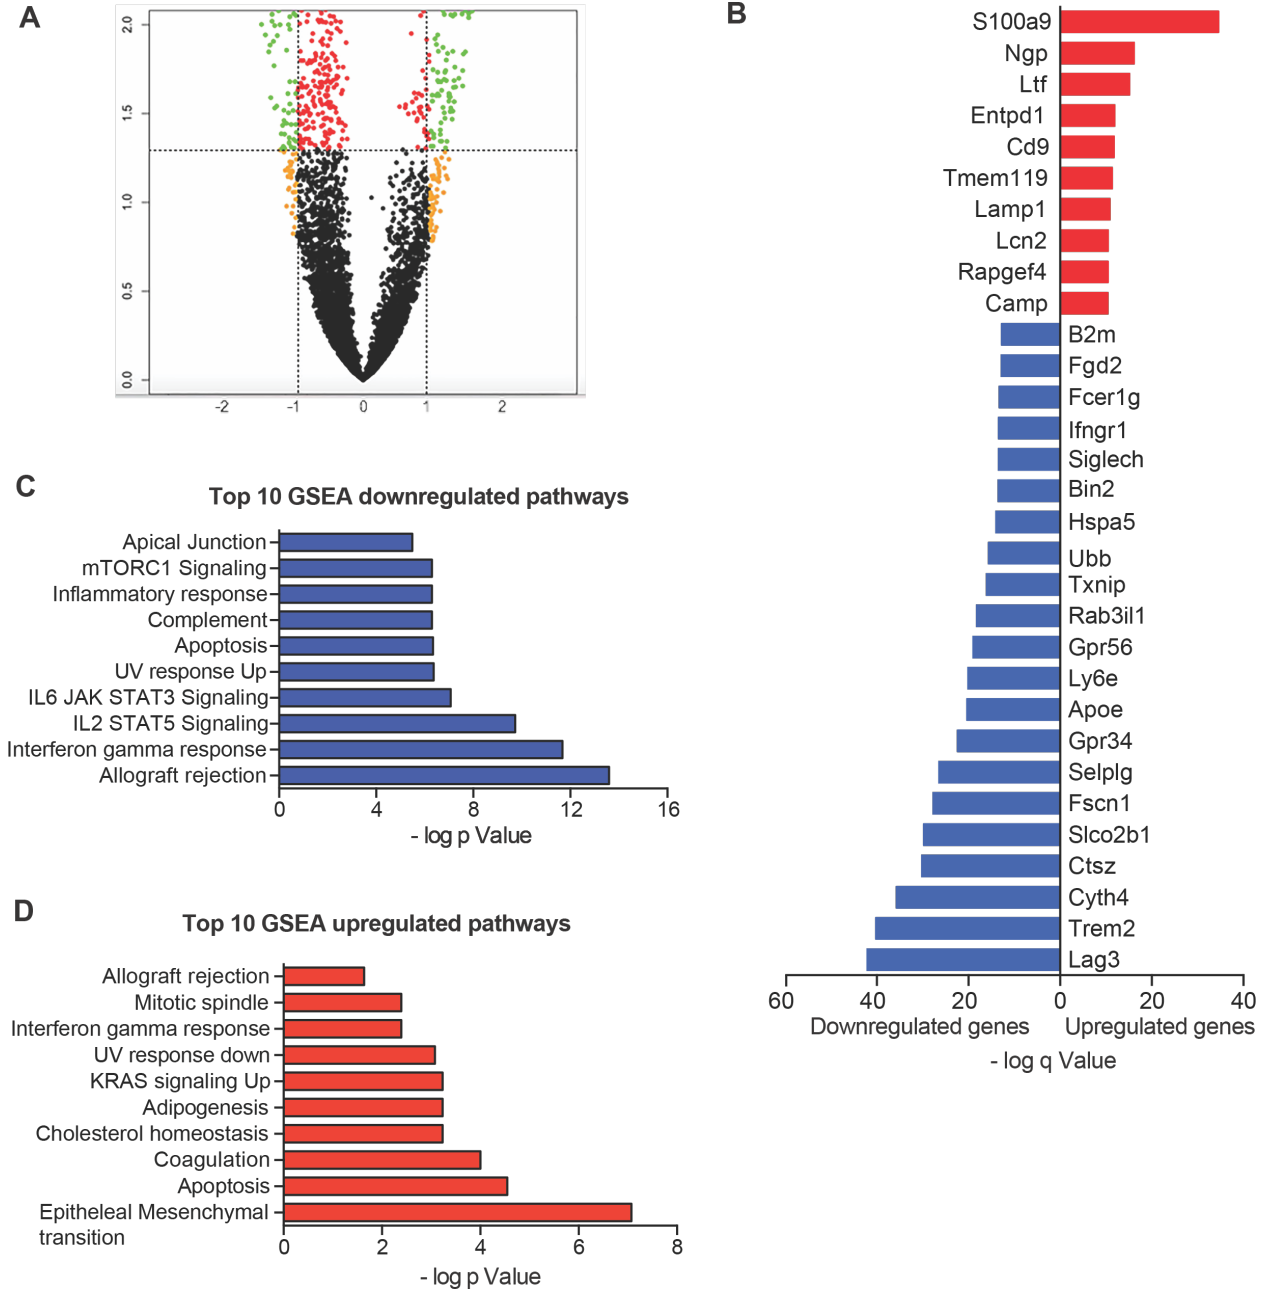 A
2.0
1.5
1.0
0.5
0.0
-2
-1
0
1
2
B
S100a9
Ngp
Ltf
Entpd1
Cd9
Tmem119
Lamp1
Lcn2
Rapgef4
Camp
B2m
Fgd2
Fcer1g
Ifngr1
Siglech
Bin2
Hspa5
Ubb
Txnip
Rab3il1
Gpr56
Ly6e
Apoe
Gpr34
Selplg
Fscn1
Slco2b1
Ctsz
Cyth4
Trem2
Lag3
60 40 20 0 20 40
Downregulated genes Upregulated genes
- log q Value
C
Top 10 GSEA downregulated pathways
Apical Junction
mTORC1 Signaling
Inflammatory response
Complement
Apoptosis
UV response Up
IL6 JAK STAT3 Signaling
IL2 STAT5 Signaling
Interferon gamma response
Allograft rejection
0 4 8 12 16
- log p Value
D
Top 10 GSEA upregulated pathways
Allograft rejection
Mitotic spindle
Interferon gamma response
UV response down
KRAS signaling Up
Adipogenesis
Cholesterol homeostasis
Coagulation
Apoptosis
Epitheleal Mesenchymal
transition
0 2 4 6 8
- log p Value